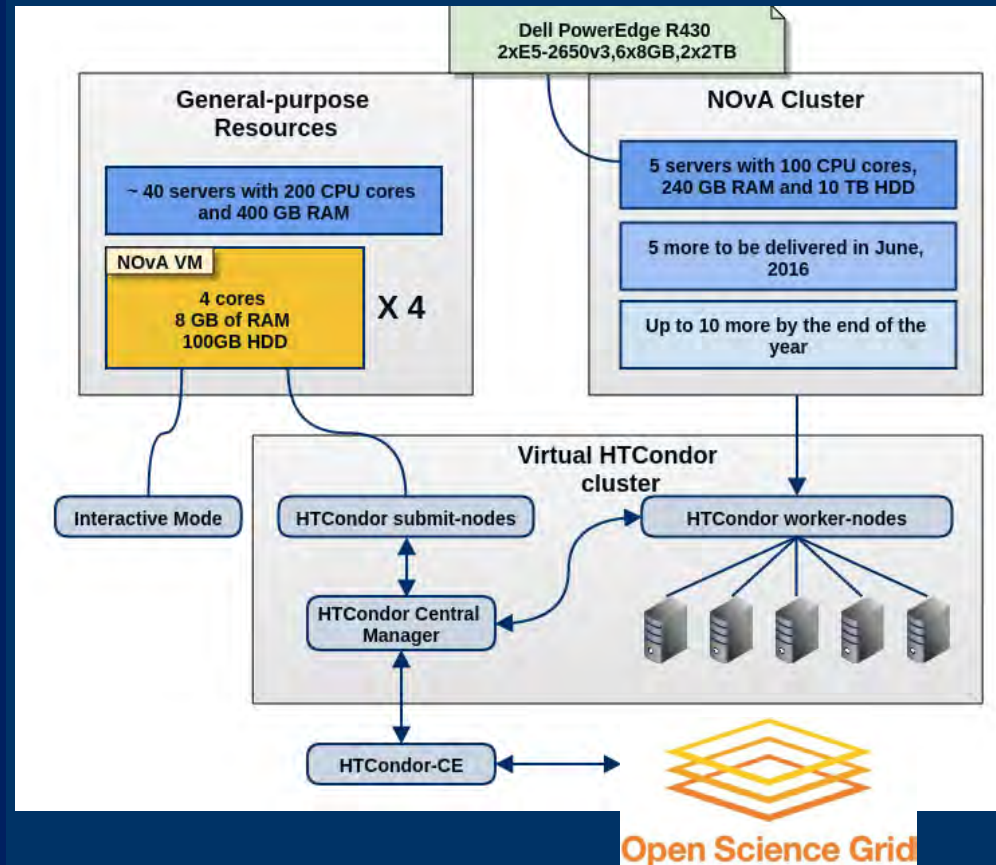 Dell PowerEdge R430
2xE5-2650v3,6x8GB,2x2TB
General-purpose
Resources
~ 40 servers with 200 CPU cores
and 400 GB RAM
NOvA VM
4 cores
8 GB of RAM
100GB HDD
X 4
NOvA Cluster
5 servers with 100 CPU cores,
240 GB RAM and 10 TB HDD
5 more to be delivered in June,
2016
Up to 10 more by the end of the
year
Virtual HTCondor
cluster
Interactive Mode
HTCondor submit-nodes
HTCondor worker-nodes
HTCondor Central
Manager
HTCondor-CE
Open Science Grid